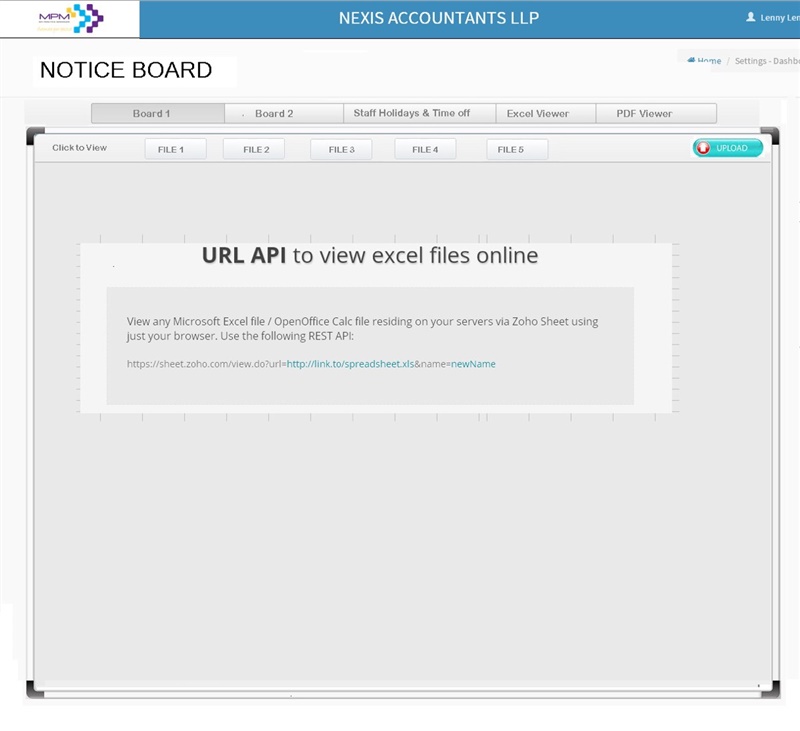 MPM
NEXIS ACCOUNTANTS LLP
Lenny Len
NOTICE BOARD
Home / Settings - Dashbo
Board 1
Board 2
Staff Holidays & Time off
Excel Viewer
PDF Viewer
Click to View
FILE 1
FILE 2
FILE 3
FILE 4
FILE 5
UPLOAD
URL API to view excel files online
View any Microsoft Excel file / OpenOffice Calc file residing on your servers via Zoho Sheet using
just your browser. Use the following REST API:
https://sheet.zoho.com/view.do?url=http://link.to/spreadsheet.xls&name=newName